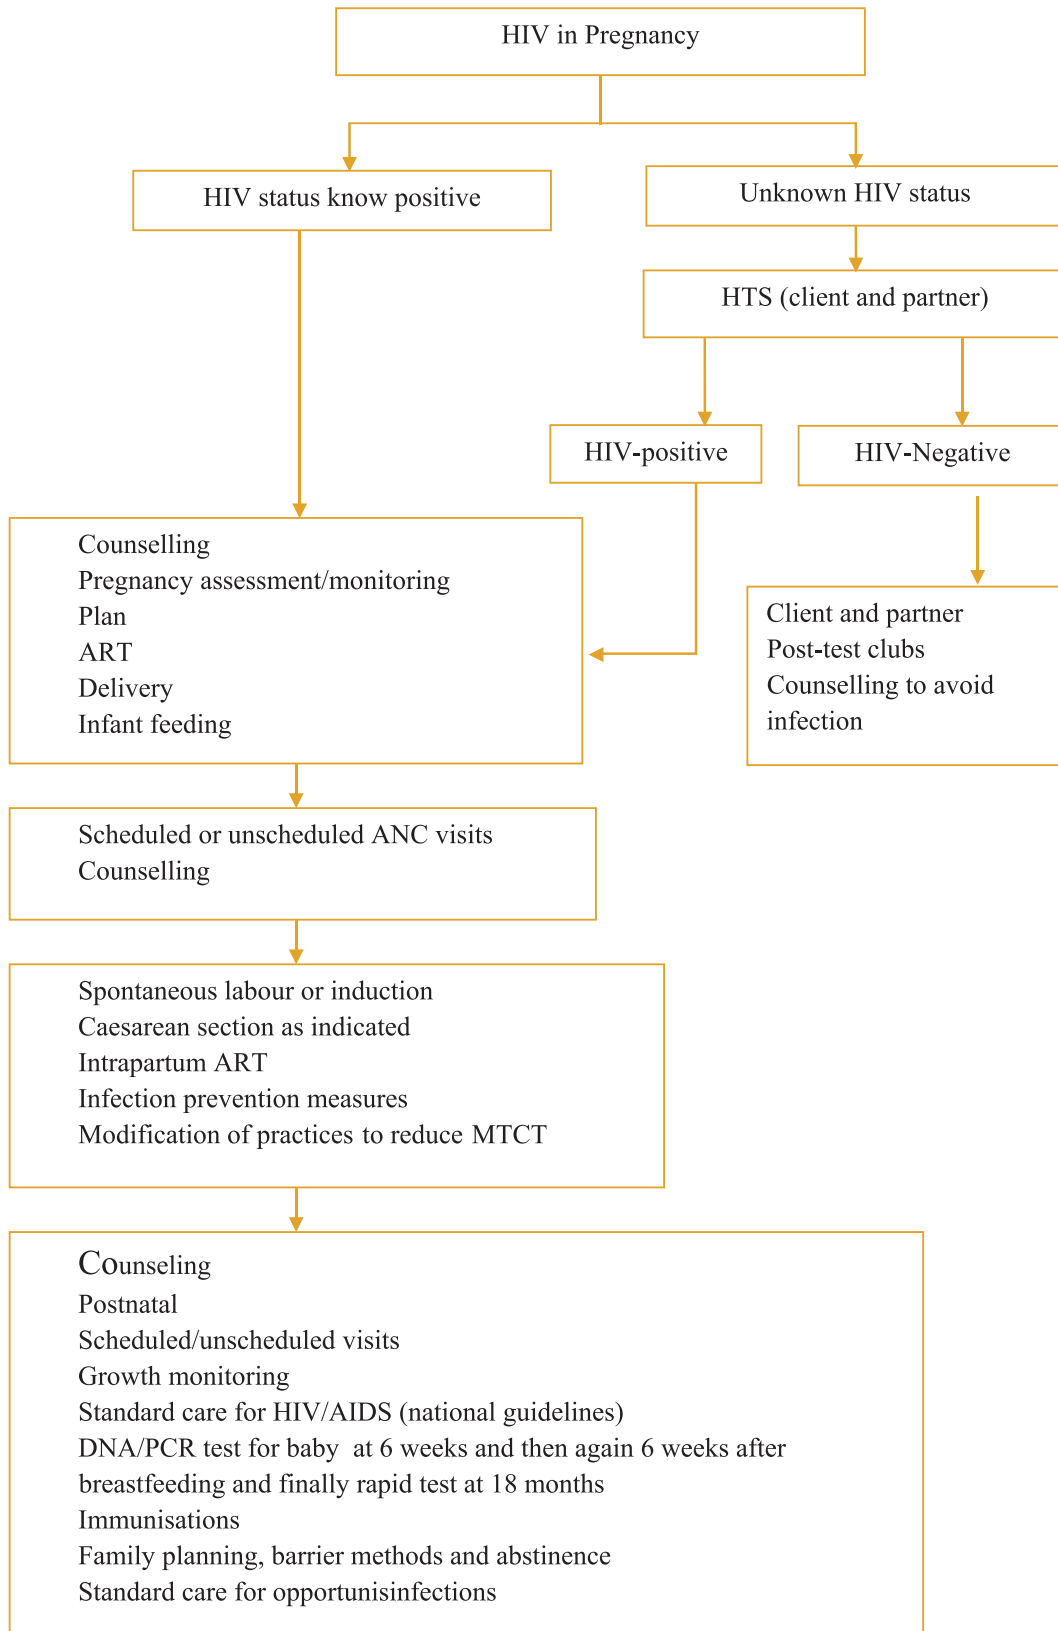 HIV in Pregnancy
HIV status know positive
Unknown HIV status
HTS (client and partner)
HIV-positive
HIV-Negative
Counselling
Pregnancy assessment/monitoring
Plan
ART
Delivery
Infant feeding
Client and partner
Post-test clubs
Counselling to avoid
infection
Scheduled or unscheduled ANC visits
Counselling
Spontaneous labour or induction
Caesarean section as indicated
Intrapartum ART
Infection prevention measures
Modification of practices to reduce MTCT
Counseling
Postnatal
Scheduled/unscheduled visits
Growth monitoring
Standard care for HIV/AIDS (national guidelines)
DNA/PCR test for baby at 6 weeks and then again 6 weeks after
breastfeeding and finally rapid test at 18 months
Immunisations
Family planning, barrier methods and abstinence
Standard care for opportunisinfections